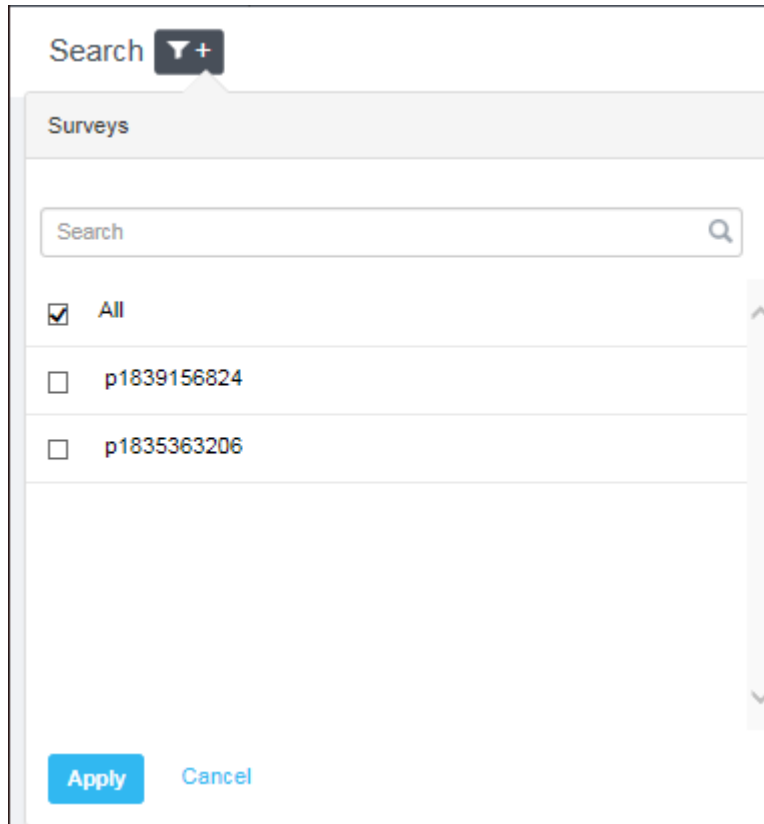 Search +
Surveys
Search
All
p1839156824
p1835363206
Apply Cancel